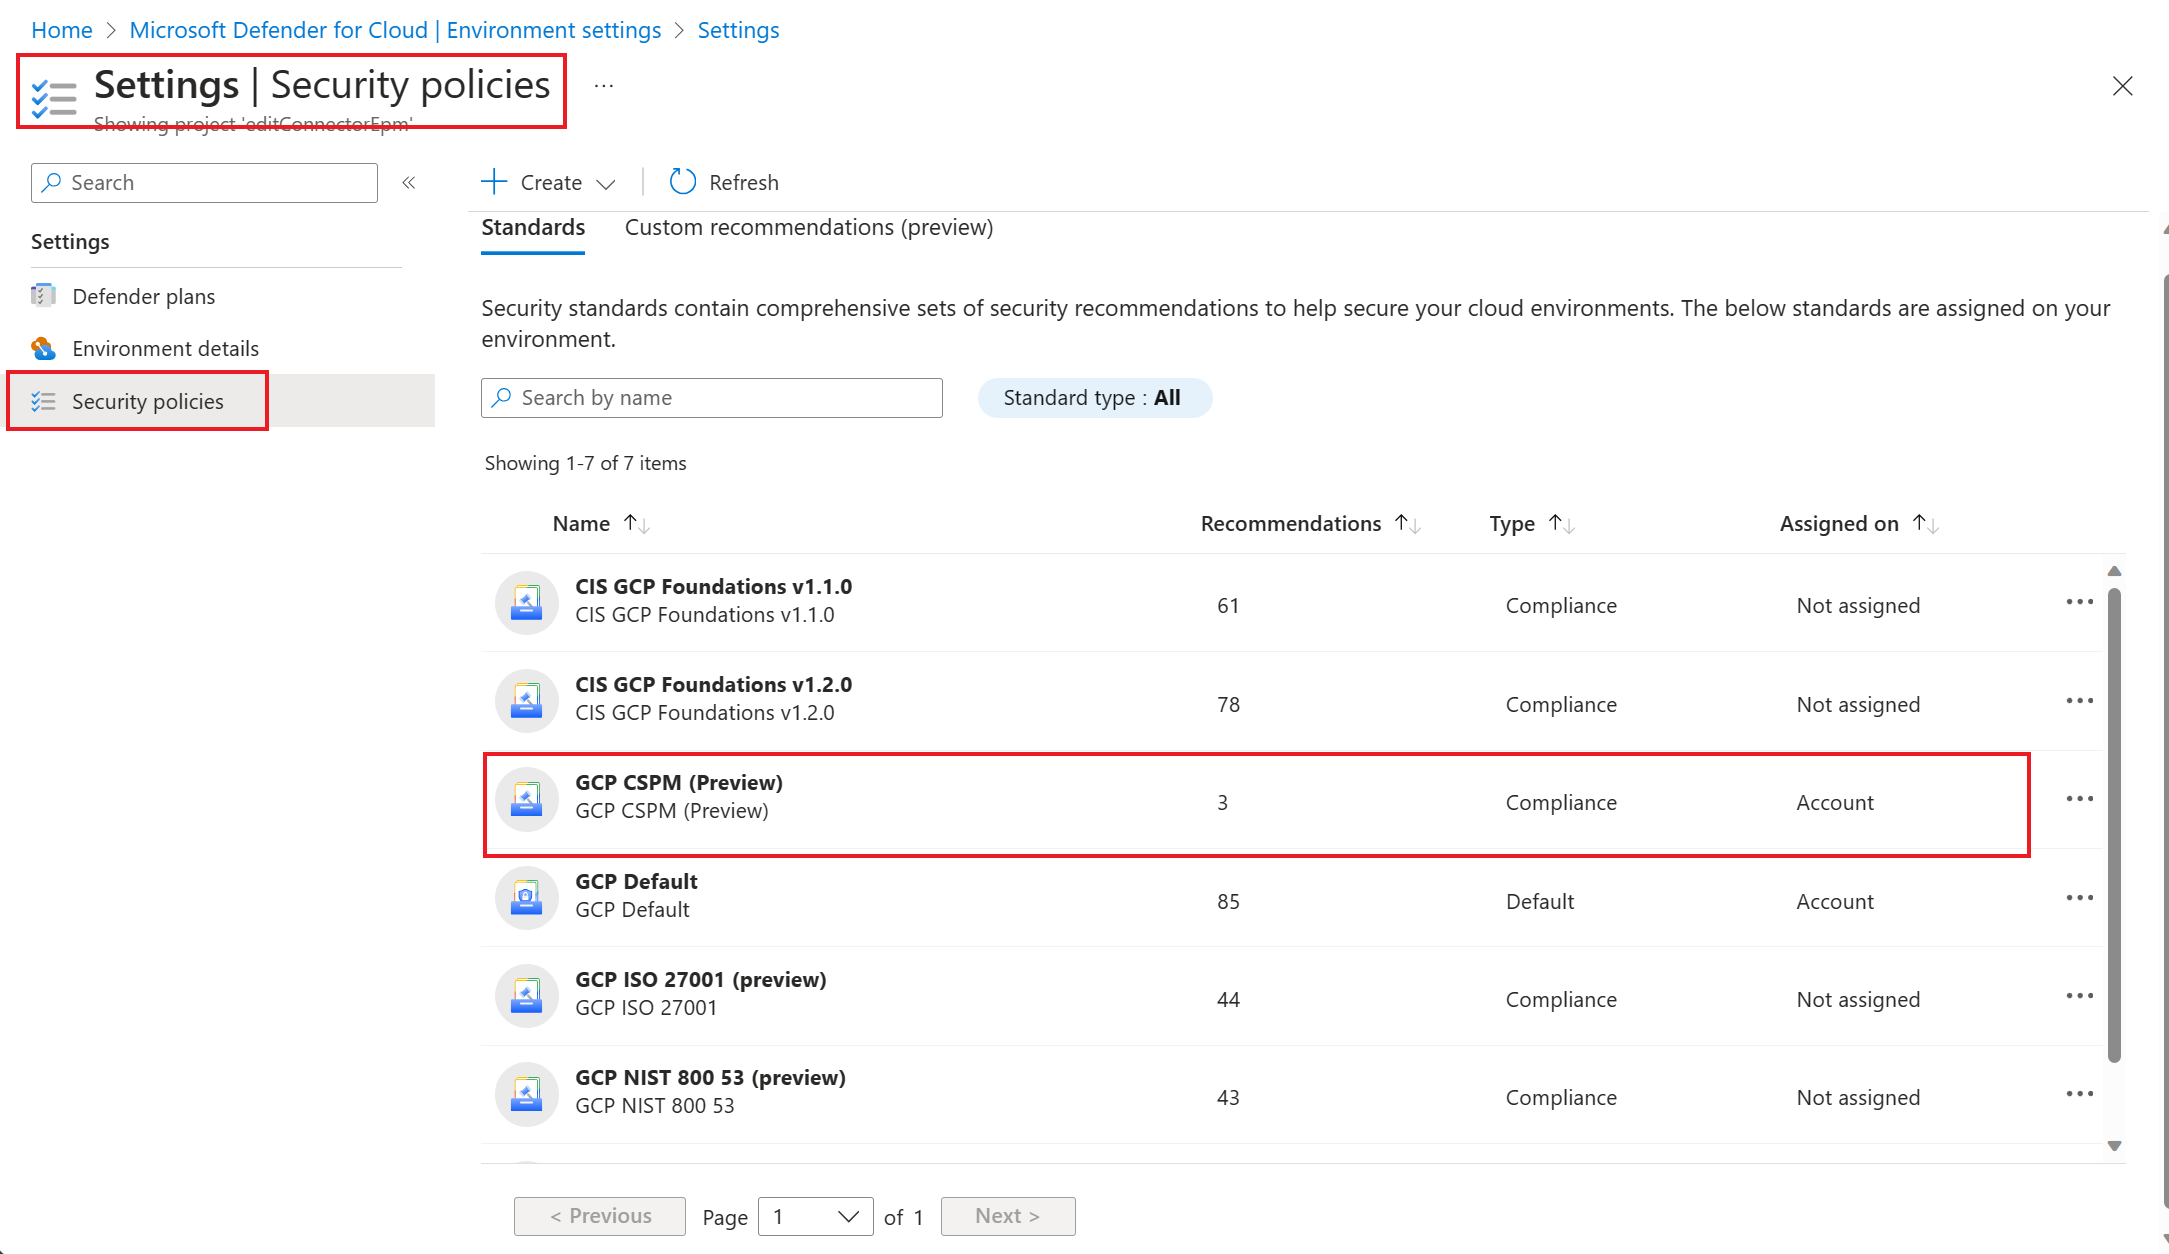 Home > Microsoft Defender for Cloud | Environment settings > Settings
Settings | Security policies ...
Showing project 'editConnectorEpm'
Search
«
Create
Refresh
Settings
Defender plans
Environment details
Security policies
Standards
Custom recommendations (preview)
Security standards contain comprehensive sets of security recommendations to help secure your cloud environments. The below standards are assigned on your
environment.
Search by name
Standard type : All
Showing 1-7 of 7 items
Name ↑↓ Recommendations ↑↓ Type ↑↓ Assigned on ↑↓
CIS GCP Foundations v1.1.0
CIS GCP Foundations v1.1.0
61 Compliance Not assigned ...
CIS GCP Foundations v1.2.0
CIS GCP Foundations v1.2.0
78 Compliance Not assigned ...
GCP CSPM (Preview)
GCP CSPM (Preview)
3 Compliance Account ...
GCP Default
GCP Default
85 Default Account ...
GCP ISO 27001 (preview)
GCP ISO 27001
44 Compliance Not assigned ...
GCP NIST 800 53 (preview)
GCP NIST 800 53
43 Compliance Not assigned ...
< Previous Page 1 of 1 Next >